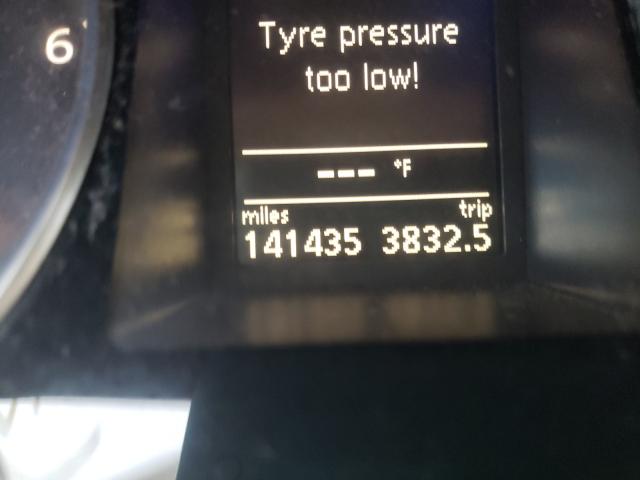 6
Tyre pressure
too low!
--- °F
miles trip
141435 3832.5